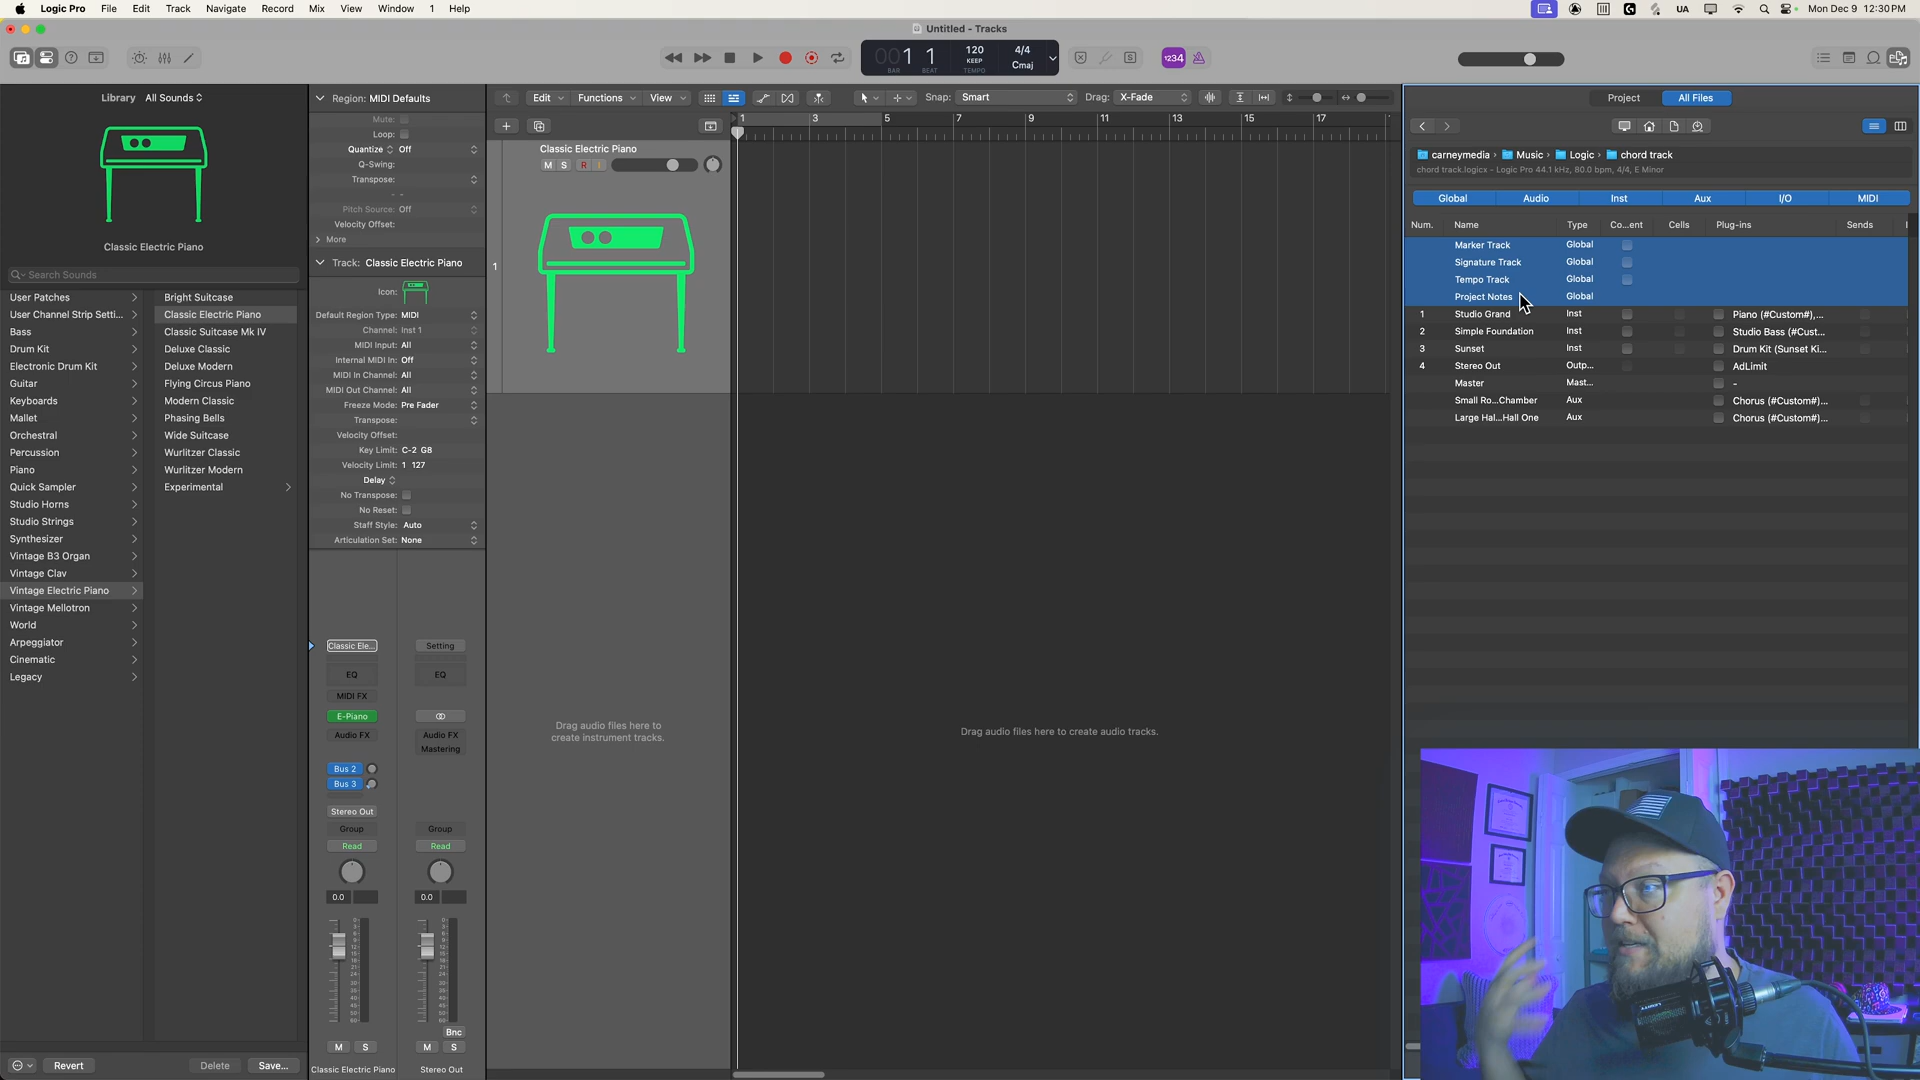 Logic Pro File Edit Track Navigate Record Mix View Window 1 Help
UA Mon Dec 9 12:30 PM
Untitled - Tracks
001 1 120 4/4
KEEP Cmaj
BAR BEAT TEMPO
1234
Library All Sounds
Classic Electric Piano
Search Sounds
User Patches
User Channel Strip Setti...
Bass
Drum Kit
Electronic Drum Kit
Guitar
Keyboards
Mallet
Orchestral
Percussion
Piano
Quick Sampler
Studio Horns
Studio Strings
Synthesizer
Vintage B3 Organ
Vintage Clav
Vintage Electric Piano
Vintage Mellotron
World
Arpeggiator
Cinematic
Legacy
Bright Suitcase
Classic Electric Piano
Classic Suitcase Mk IV
Deluxe Classic
Deluxe Modern
Flying Circus Piano
Modern Classic
Phasing Bells
Wide Suitcase
Wurlitzer Classic
Wurlitzer Modern
Experimental
Revert Delete Save...
Region: MIDI Defaults
Mute:
Loop:
Quantize Off
Q-Swing:
Transpose:
Pitch Source: Off
Velocity Offset:
More
Track: Classic Electric Piano
Icon:
Default Region Type: MIDI
Channel: Inst 1
MIDI Input: All
Internal MIDI In: Off
MIDI In Channel: All
MIDI Out Channel: All
Freeze Mode: Pre Fader
Transpose:
Velocity Offset:
Key Limit: C-2 G8
Velocity Limit: 1 127
Delay
No Transpose:
No Reset:
Staff Style: Auto
Articulation Set: None
Classic Ele... Setting
EQ EQ
MIDI FX
E-Piano
Audio FX Audio FX
Mastering
Bus 2
Bus 3
Stereo Out
Group Group
Read Read
0.0 0.0
Bnc
M S M S
Classic Electric Piano Stereo Out
Edit Functions View Snap: Smart Drag: X-Fade
1 3 5 7 9 11 13 15 17
1
Classic Electric Piano
M S R I
Drag audio files here to
create instrument tracks.
Drag audio files here to create audio tracks.
Project All Files
carneymedia Music Logic chord track
chord track.logicx - Logic Pro 44.1 kHz, 80.0 bpm, 4/4, E Minor
Global Audio Inst Aux I/O MIDI
Num. Name Type Co...ent Cells Plug-ins Sends
Marker Track Global
Signature Track Global
Tempo Track Global
Project Notes Global
1 Studio Grand Inst Piano (#Custom#),...
2 Simple Foundation Inst Studio Bass (#Cust...
3 Sunset Inst Drum Kit (Sunset Ki...
4 Stereo Out Outp... AdLimit
Master Mast... -
Small Ro...Chamber Aux Chorus (#Custom#)...
Large Hal...Hall One Aux Chorus (#Custom#)...